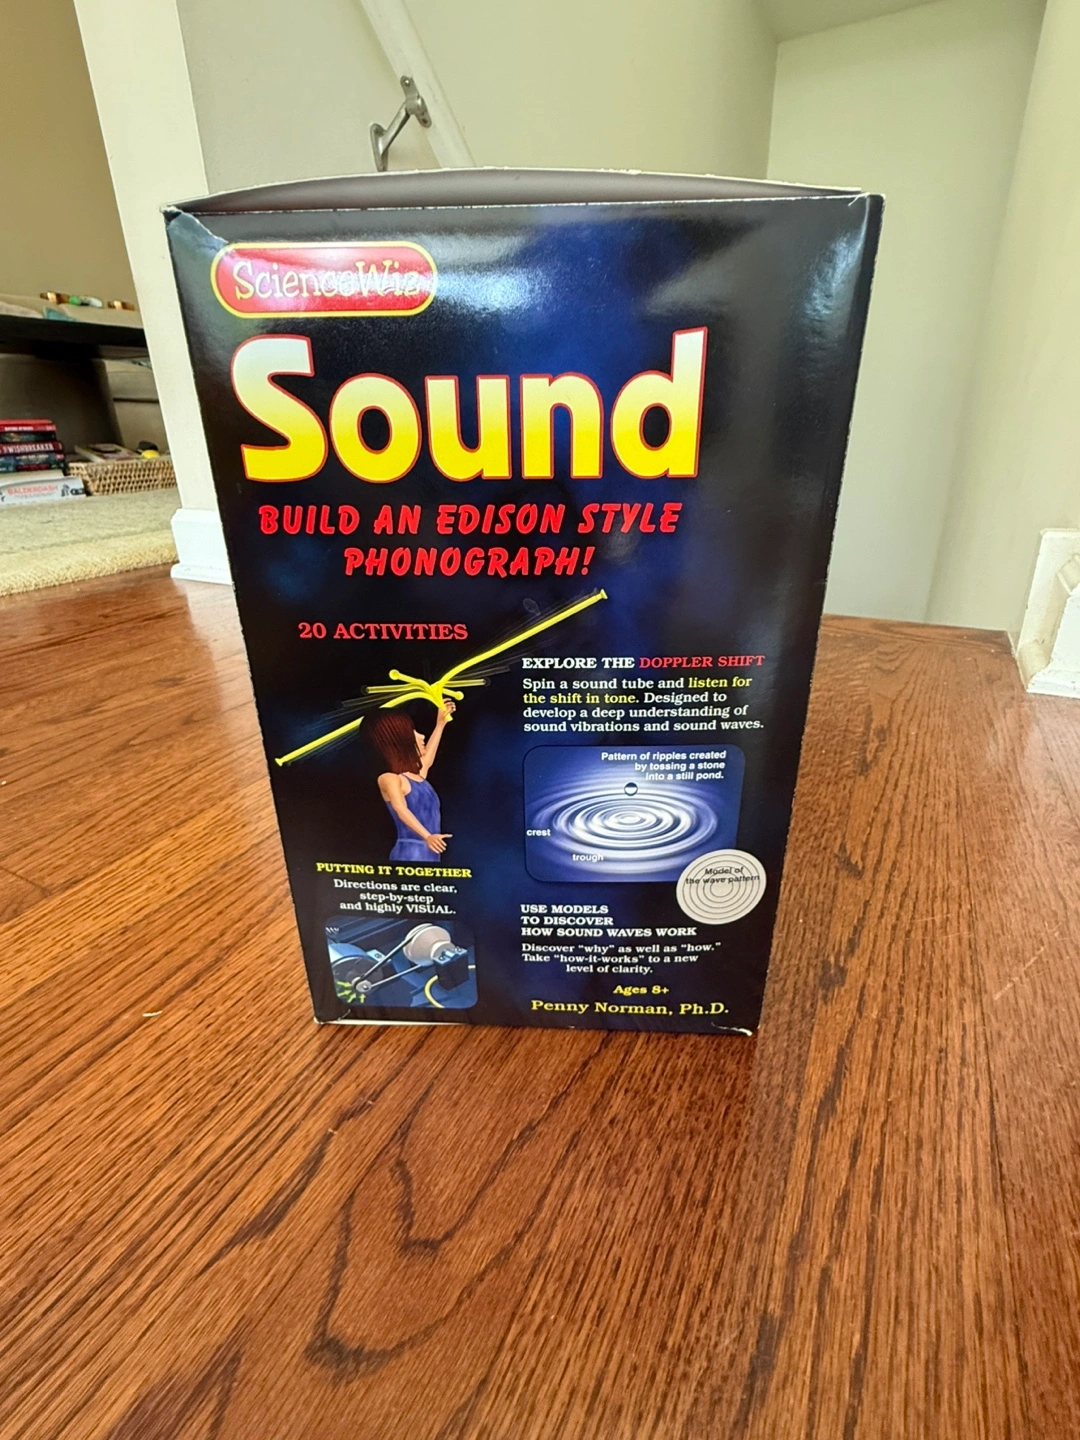 ScienceWiz
Sound
BUILD AN EDISON STYLE
PHONOGRAPH!
20 ACTIVITIES
EXPLORE THE DOPPLER SHIFT
Spin a sound tube and listen for
the shift in tone. Designed to
develop a deep understanding of
sound vibrations and sound waves.
Pattern of ripples created
by tossing a stone
into a still pond.
crest
trough
Model of
the wave pattern
PUTTING IT TOGETHER
Directions are clear,
step-by-step
and highly VISUAL.
USE MODELS
TO DISCOVER
HOW SOUND WAVES WORK
Discover "why" as well as "how."
Take "how-it-works" to a new
level of clarity.
Ages 8+
Penny Norman, Ph.D.
WISHBREAKER
BALDERDASH